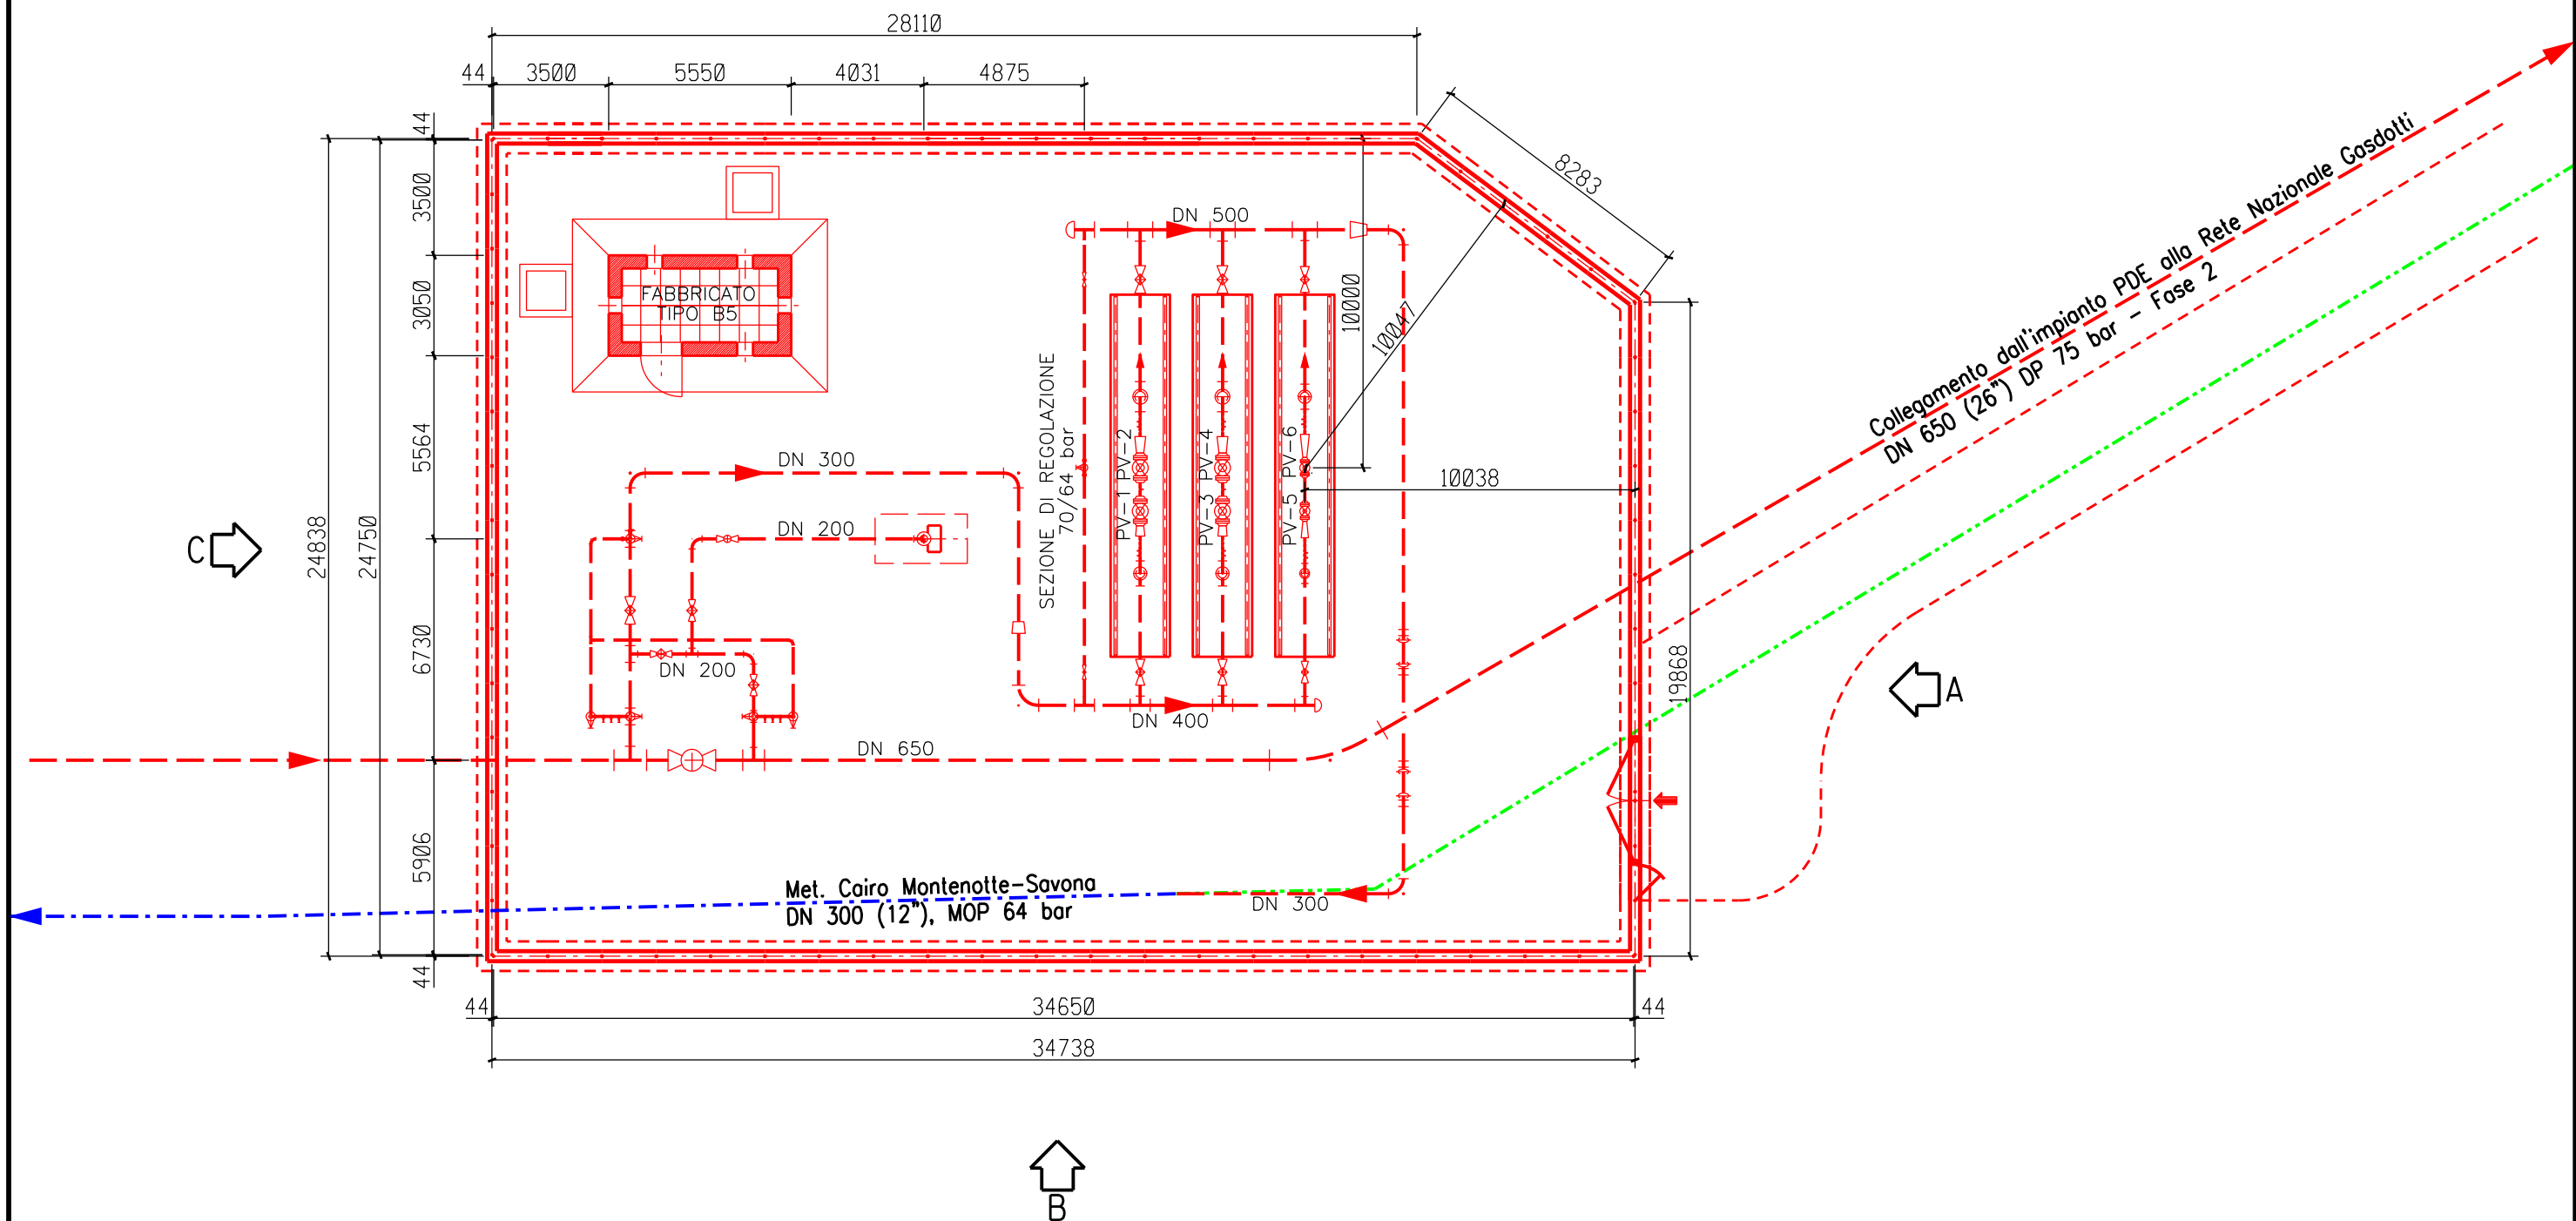 28110
44
3500
5550
4031
4875
44
3500
3050
5564
6730
5906
44
24838
24750
8283
10000
10047
10038
19868
FABBRICATO
TIPO B5
DN 500
SEZIONE DI REGOLAZIONE
70/64 bar
PV-1 PV-2
PV-3 PV-4
PV-5 PV-6
DN 300
DN 200
DN 200
DN 400
DN 650
DN 300
Met. Cairo Montenotte-Savona
DN 300 (12"), MOP 64 bar
Collegamento dall'impianto PDE alla Rete Nazionale Gasdotti
DN 650 (26") DP 75 bar - Fase 2
C
A
44
34650
44
34738
B